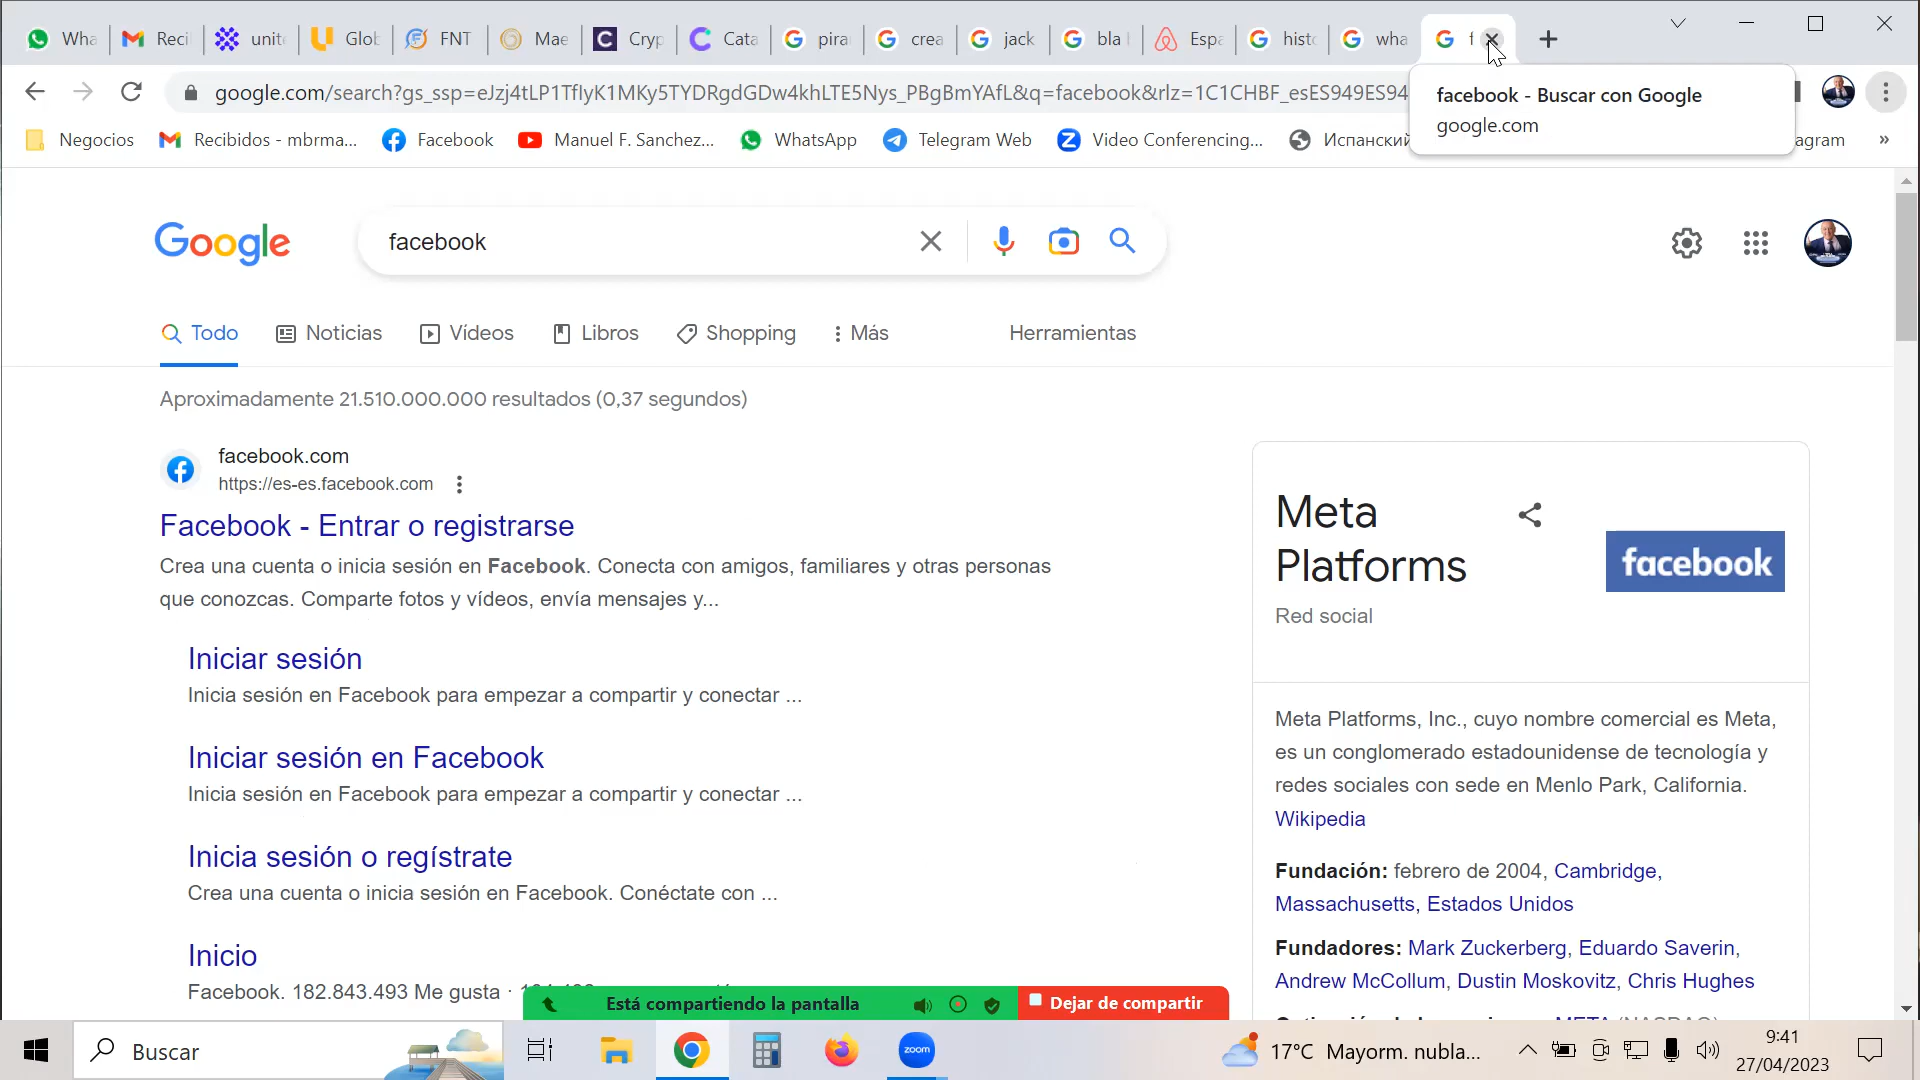 Wha
Reci
unit
Glob
FNT
Mae
Cryp
Cata
pira
crea
jack
bla
Espa
histo
wha
f
google.com/search?gs_ssp=eJzj4tLP1TflyK1MKy5TYDRgdGDw4khLTE5Nys_PBgBmYAfL&q=facebook&rlz=1C1CHBF_esES949ES94
facebook - Buscar con Google
google.com
Negocios
Recibidos - mbrma...
Facebook
Manuel F. Sanchez...
WhatsApp
Telegram Web
Video Conferencing...
Испанский
agram
»
Google
facebook
Todo
Noticias
Vídeos
Libros
Shopping
Más
Herramientas
Aproximadamente 21.510.000.000 resultados (0,37 segundos)
facebook.com
https://es-es.facebook.com
Facebook - Entrar o registrarse
Crea una cuenta o inicia sesión en Facebook. Conecta con amigos, familiares y otras personas
que conozcas. Comparte fotos y vídeos, envía mensajes y...
Iniciar sesión
Inicia sesión en Facebook para empezar a compartir y conectar ...
Iniciar sesión en Facebook
Inicia sesión en Facebook para empezar a compartir y conectar ...
Inicia sesión o regístrate
Crea una cuenta o inicia sesión en Facebook. Conéctate con ...
Inicio
Facebook. 182.843.493 Me gusta ·
Meta
Platforms
Red social
facebook
Meta Platforms, Inc., cuyo nombre comercial es Meta,
es un conglomerado estadounidense de tecnología y
redes sociales con sede en Menlo Park, California.
Wikipedia
Fundación: febrero de 2004, Cambridge,
Massachusetts, Estados Unidos
Fundadores: Mark Zuckerberg, Eduardo Saverin,
Andrew McCollum, Dustin Moskovitz, Chris Hughes
Está compartiendo la pantalla
Dejar de compartir
Buscar
zoom
17°C Mayorm. nubla...
9:41
27/04/2023